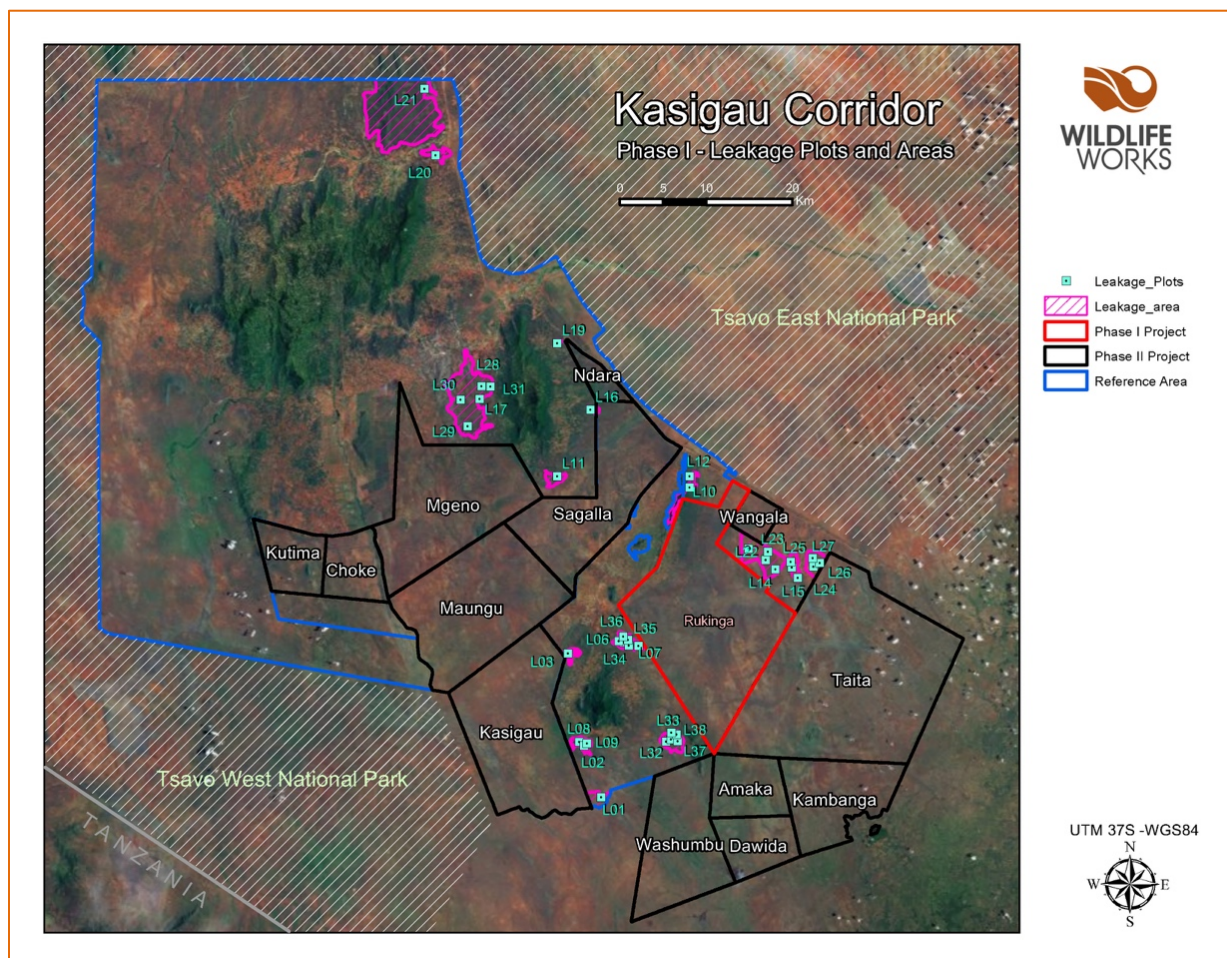 Kasigau Corridor
Phase I - Leakage Plots and Areas
0 5 10 20
Km
WILDLIFE
WORKS
Leakage_Plots
Leakage_area
Phase I Project
Phase II Project
Reference Area
Tsavo East National Park
L21
L20
L19
Ndara
L28
L30
L31
L17
L16
L29
L11
L12
L10
Mgeno
Sagalla
Wangala
Kutima
Choke
L23
L22
L25
L27
L26
L14
L15
L24
Maungu
L36
L35
L06
L34
L07
Rukinga
L03
Taita
Kasigau
L08
L09
L02
L33
L38
L32
L37
L01
Tsavo West National Park
Amaka
Kambanga
Washumbu
Dawida
TANZANIA
UTM 37S -WGS84
N
W E
S